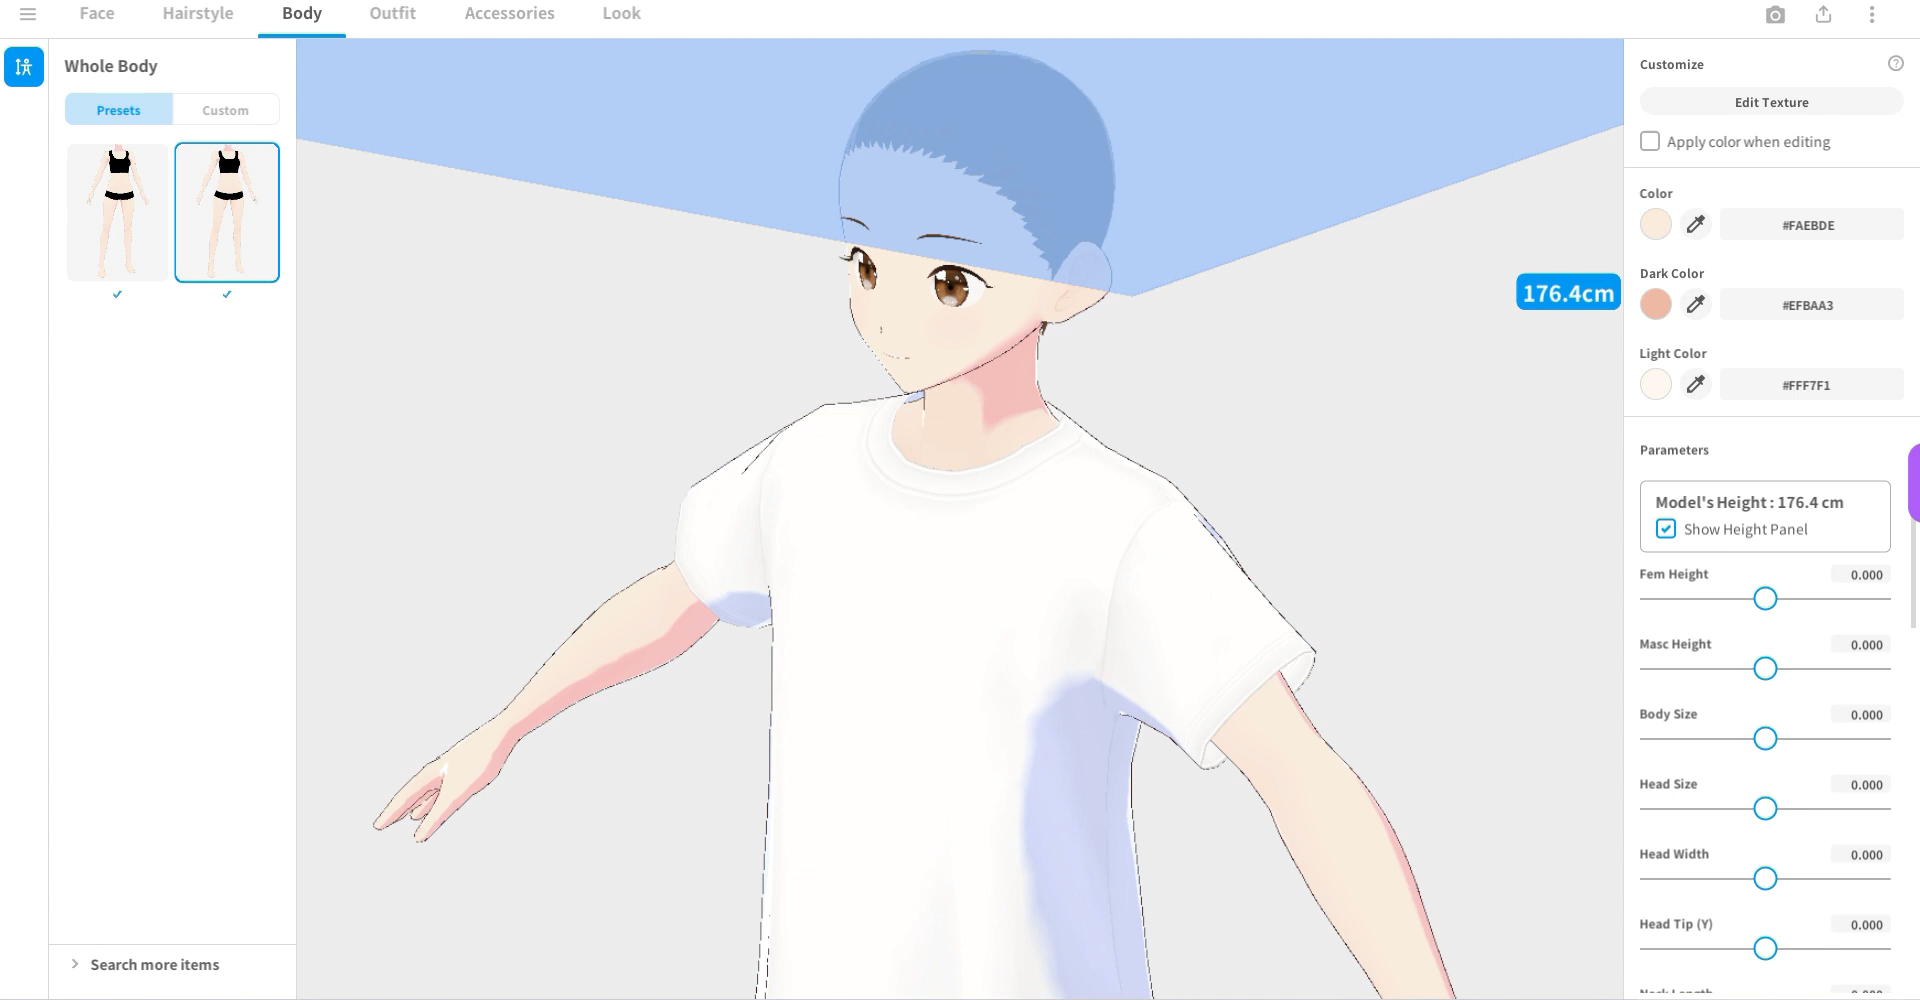 Face Hairstyle Body Outfit Accessories Look
Whole Body
Presets Custom
Search more items
176.4cm
Customize
Edit Texture
Apply color when editing
Color
#FAEBDE
Dark Color
#EFBAA3
Light Color
#FFF7F1
Parameters
Model's Height : 176.4 cm
Show Height Panel
Fem Height 0.000
Masc Height 0.000
Body Size 0.000
Head Size 0.000
Head Width 0.000
Head Tip (Y) 0.000